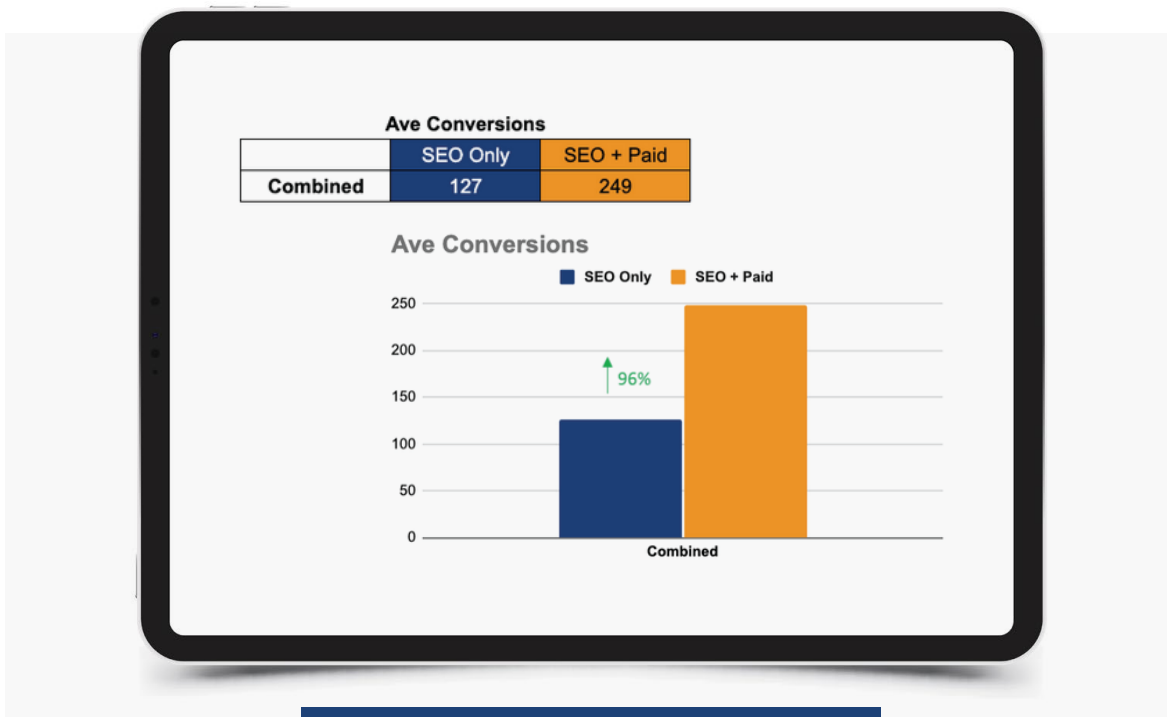 Ave Conversions
SEO Only SEO + Paid
Combined 127 249
Ave Conversions
SEO Only SEO + Paid
250
200
96%
150
100
50
0
Combined